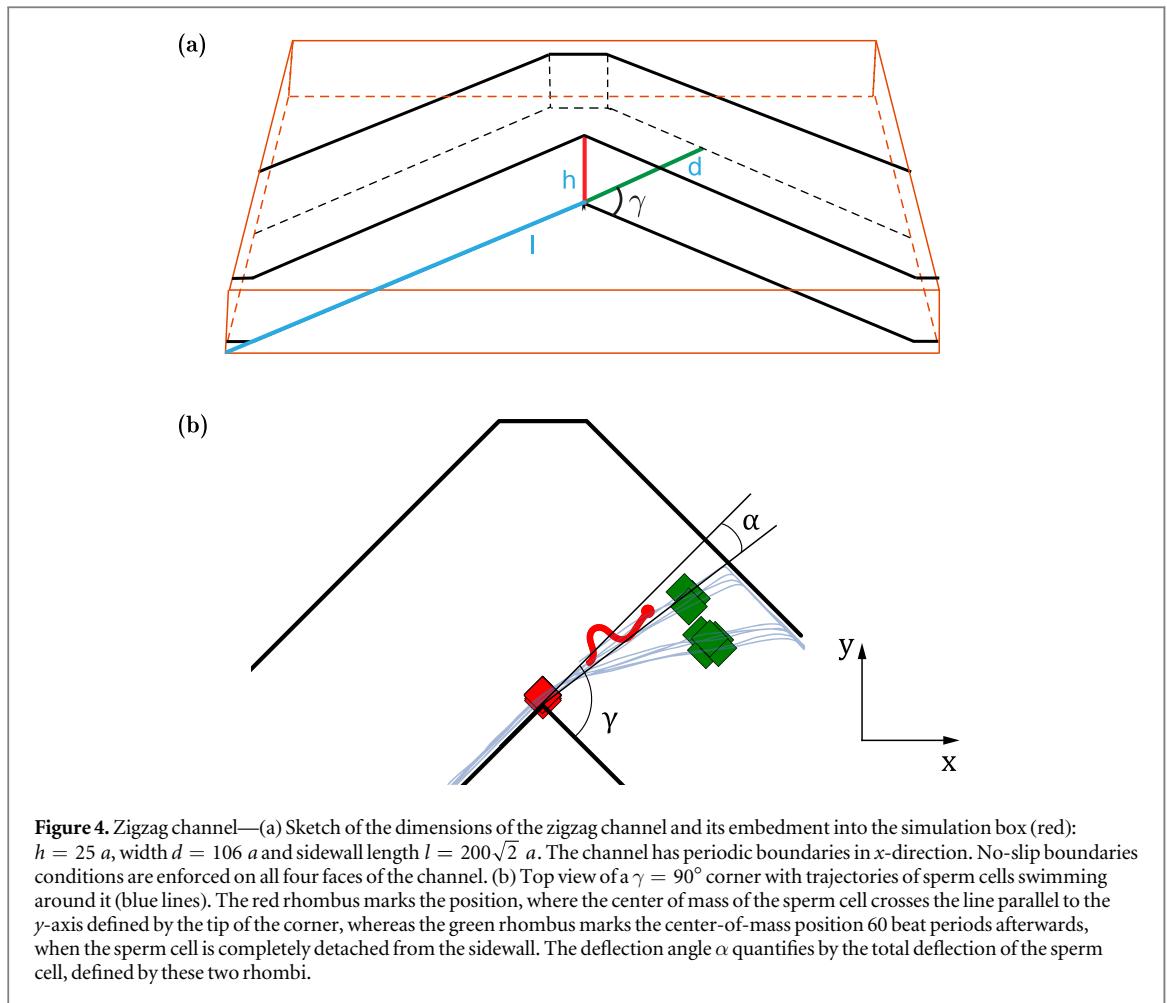 (a)
h
d
γ
l
(b)
α
γ
y
x
Figure 4. Zigzag channel—(a) Sketch of the dimensions of the zigzag channel and its embedment into the simulation box (red):
h = 25 a, width d = 106 a and sidewall length l = 200√2 a. The channel has periodic boundaries in x-direction. No-slip boundaries
conditions are enforced on all four faces of the channel. (b) Top view of a γ = 90° corner with trajectories of sperm cells swimming
around it (blue lines). The red rhombus marks the position, where the center of mass of the sperm cell crosses the line parallel to the
y-axis defined by the tip of the corner, whereas the green rhombus marks the center-of-mass position 60 beat periods afterwards,
when the sperm cell is completely detached from the sidewall. The deflection angle α quantifies by the total deflection of the sperm
cell, defined by these two rhombi.